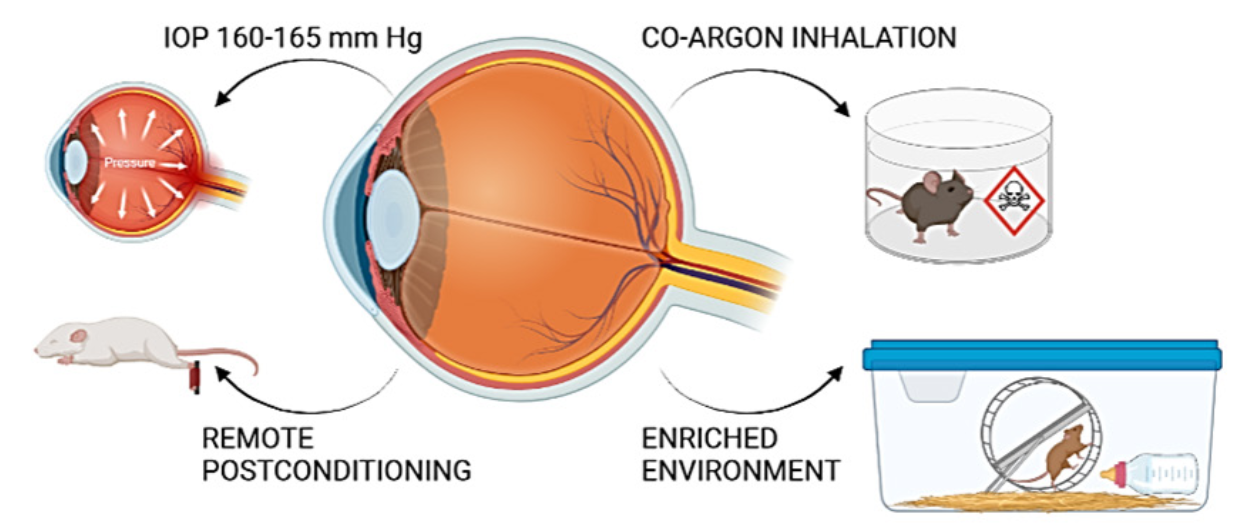 IOP 160-165 mm Hg
CO-ARGON INHALATION
Pressure
REMOTE
POSTCONDITIONING
ENRICHED
ENVIRONMENT